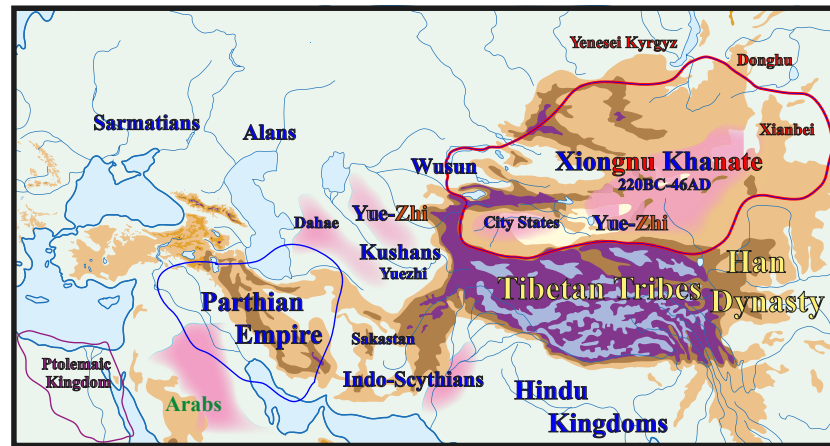 Yenesei Kyrgyz
Donghu
Sarmatians
Alans
Xianbei
Wusun
Xiongnu Khanate
220BC-46AD
Dahae
Yue-Zhi
City States
Yue-Zhi
Kushans
Yuezhi
Han
Dynasty
Tibetan Tribes
Parthian
Empire
Sakastan
Ptolemaic
Kingdom
Indo-Scythians
Arabs
Hindu
Kingdoms